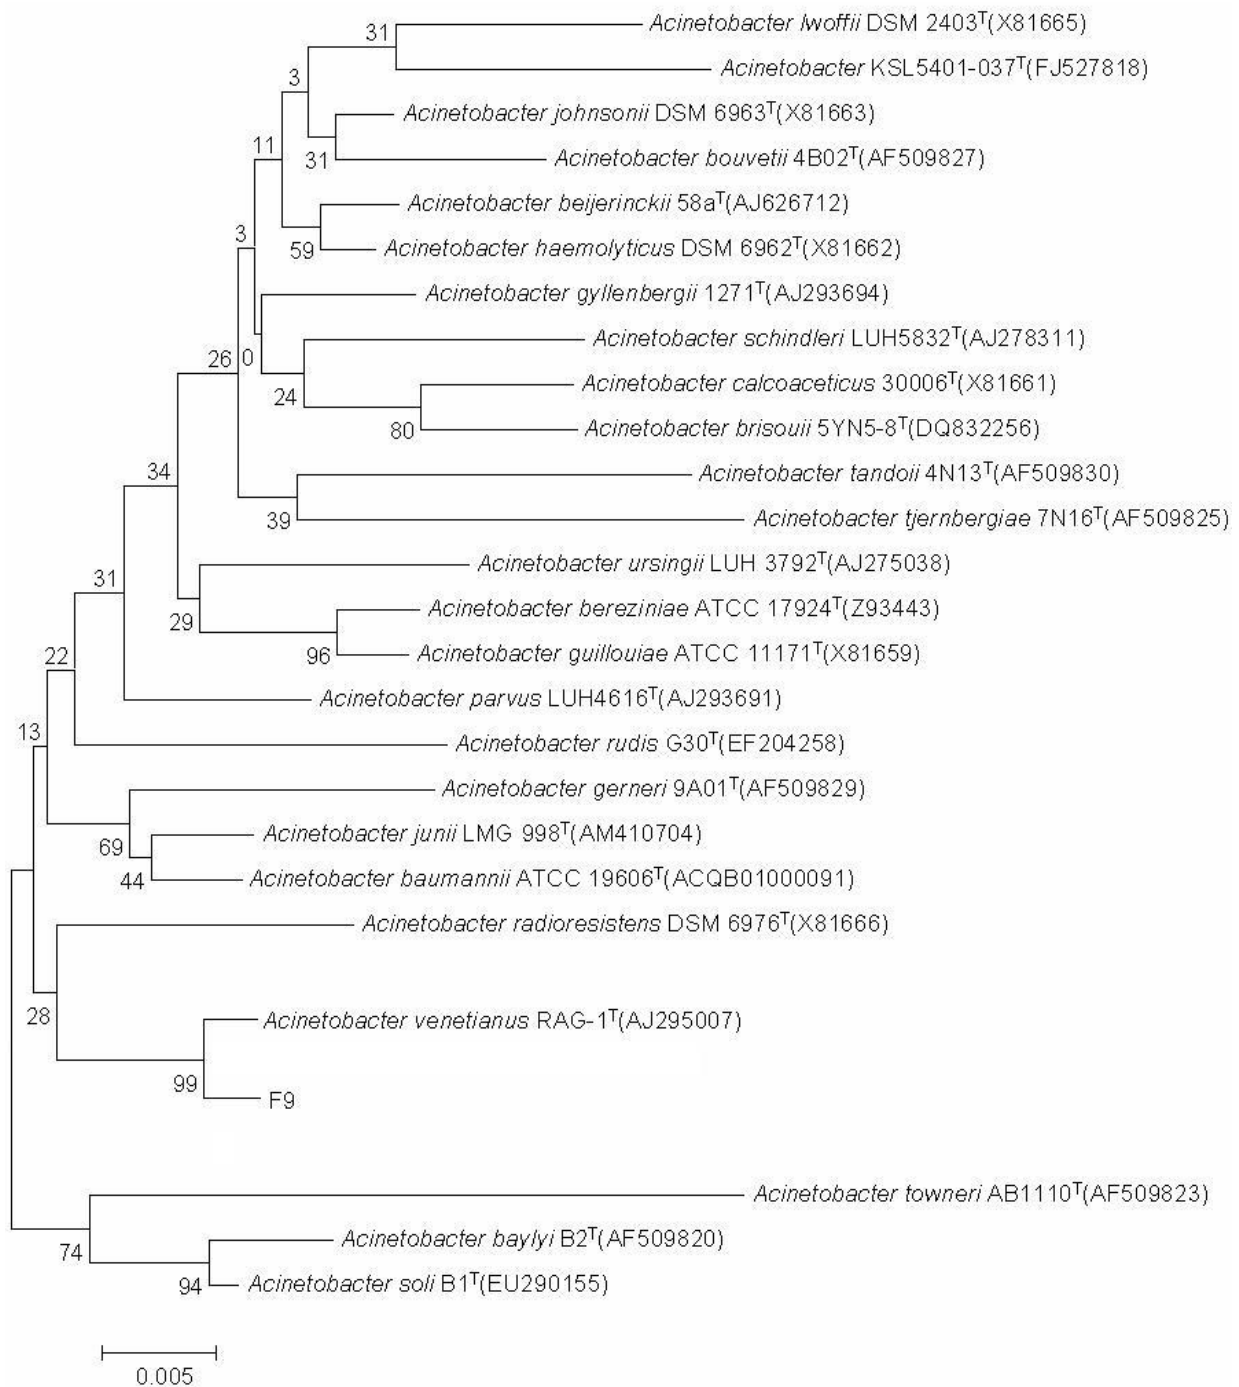 Acinetobacter lwoffii DSM 2403T(X81665)
31
Acinetobacter KSL5401-037T(FJ527818)
3
Acinetobacter johnsonii DSM 6963T(X81663)
11
31
Acinetobacter bouvetii 4B02T(AF509827)
Acinetobacter beijerinckii 58aT(AJ626712)
3
59
Acinetobacter haemolyticus DSM 6962T(X81662)
Acinetobacter gyllenbergii 1271T(AJ293694)
Acinetobacter schindleri LUH5832T(AJ278311)
26
0
24
Acinetobacter calcoaceticus 30006T(X81661)
80
Acinetobacter brisouii 5YN5-8T(DQ832256)
34
Acinetobacter tandoii 4N13T(AF509830)
39
Acinetobacter tjernbergiae 7N16T(AF509825)
31
Acinetobacter ursingii LUH 3792T(AJ275038)
29
Acinetobacter bereziniae ATCC 17924T(Z93443)
22
96
Acinetobacter guillouiae ATCC 11171T(X81659)
Acinetobacter parvus LUH4616T(AJ293691)
13
Acinetobacter rudis G30T(EF204258)
Acinetobacter gerneri 9A01T(AF509829)
69
Acinetobacter junii LMG 998T(AM410704)
44
Acinetobacter baumannii ATCC 19606T(ACQB01000091)
Acinetobacter radioresistens DSM 6976T(X81666)
28
Acinetobacter venetianus RAG-1T(AJ295007)
99
F9
Acinetobacter towneri AB1110T(AF509823)
74
Acinetobacter baylyi B2T(AF509820)
94
Acinetobacter soli B1T(EU290155)
0.005